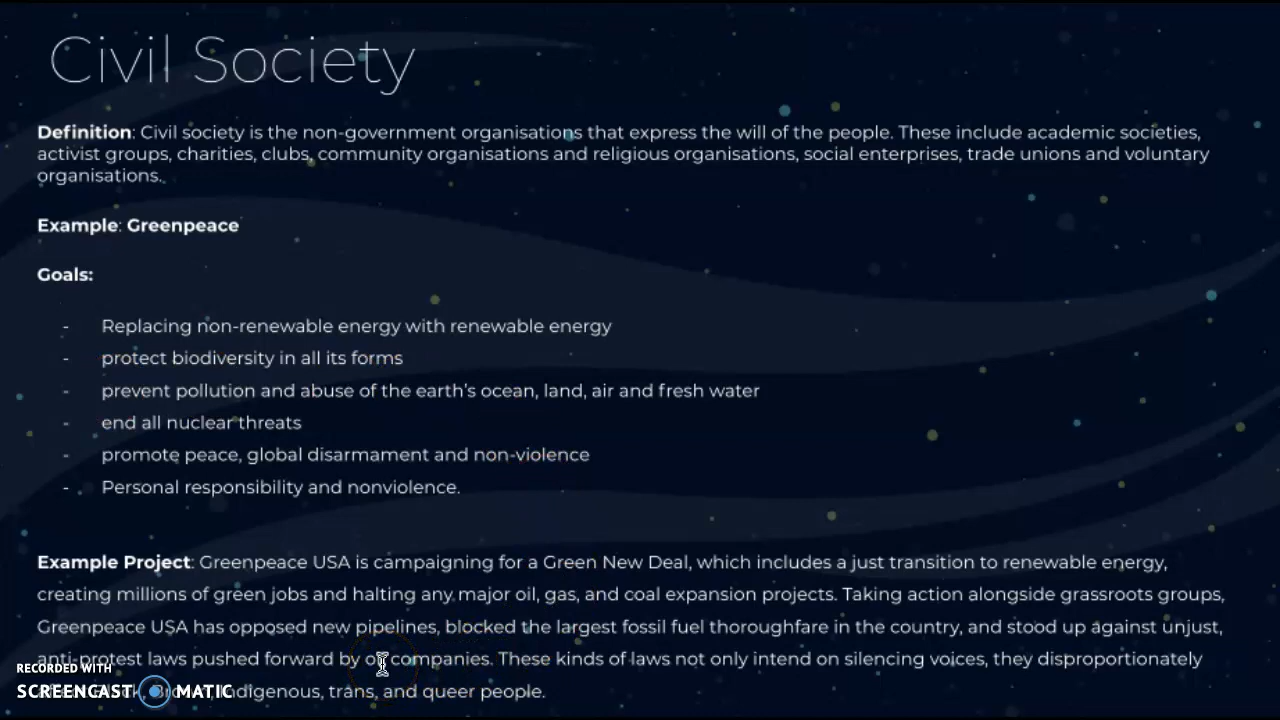 Civil Society
Definition: Civil society is the non-government organisations that express the will of the people. These include academic societies,
activist groups, charities, clubs, community organisations and religious organisations, social enterprises, trade unions and voluntary
organisations.
Example: Greenpeace
Goals:
- Replacing non-renewable energy with renewable energy
- protect biodiversity in all its forms
- prevent pollution and abuse of the earth's ocean, land, air and fresh water
- end all nuclear threats
- promote peace, global disarmament and non-violence
- Personal responsibility and nonviolence.
Example Project: Greenpeace USA is campaigning for a Green New Deal, which includes a just transition to renewable energy,
creating millions of green jobs and halting any major oil, gas, and coal expansion projects. Taking action alongside grassroots groups,
Greenpeace USA has opposed new pipelines, blocked the largest fossil fuel thoroughfare in the country, and stood up against unjust,
anti-protest laws pushed forward by companies. These kinds of laws not only intend on silencing voices, they disproportionately
Indigenous, trans, and queer people.
RECORDED WITH
SCREENCAST MATIC